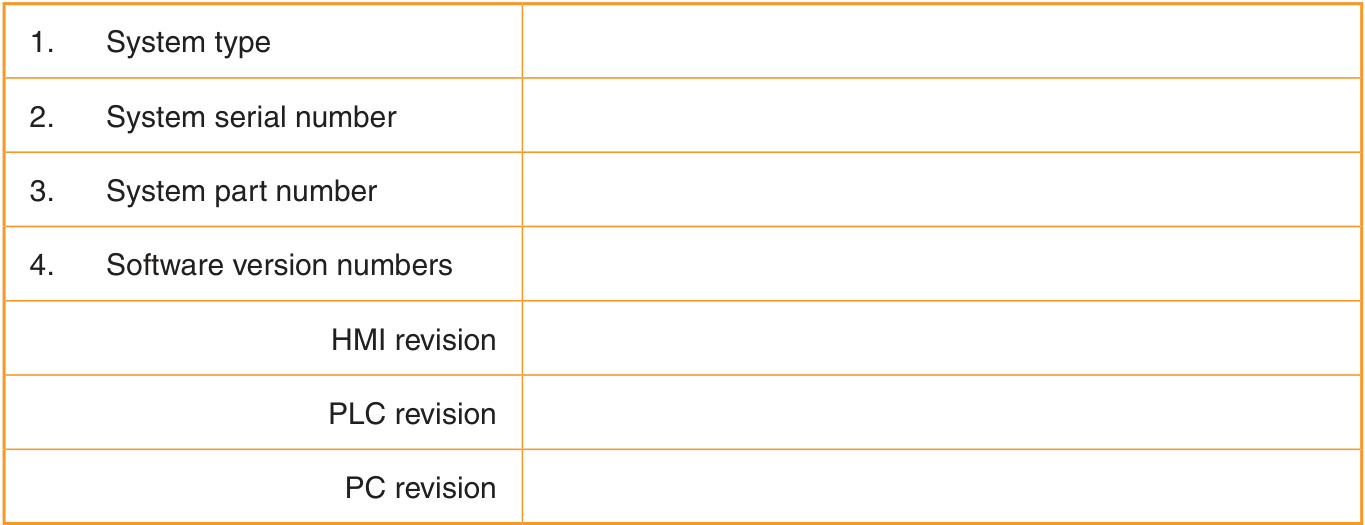 1. System type
2. System serial number
3. System part number
4. Software version numbers
HMI revision
PLC revision
PC revision